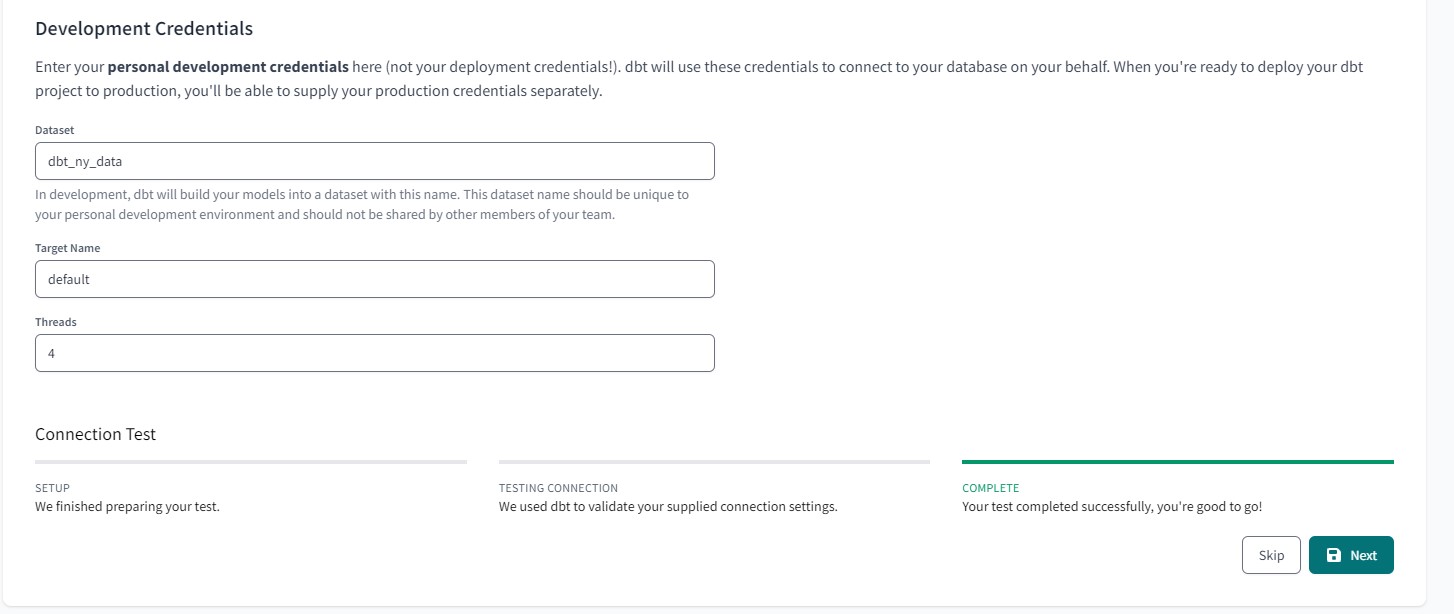 Development Credentials
Enter your personal development credentials here (not your deployment credentials!). dbt will use these credentials to connect to your database on your behalf. When you're ready to deploy your dbt
project to production, you'll be able to supply your production credentials separately.
Dataset
dbt_ny_data
In development, dbt will build your models into a dataset with this name. This dataset name should be unique to
your personal development environment and should not be shared by other members of your team.
Target Name
default
Threads
4
Connection Test
SETUP
We finished preparing your test.
TESTING CONNECTION
We used dbt to validate your supplied connection settings.
COMPLETE
Your test completed successfully, you're good to go!
Skip
Next